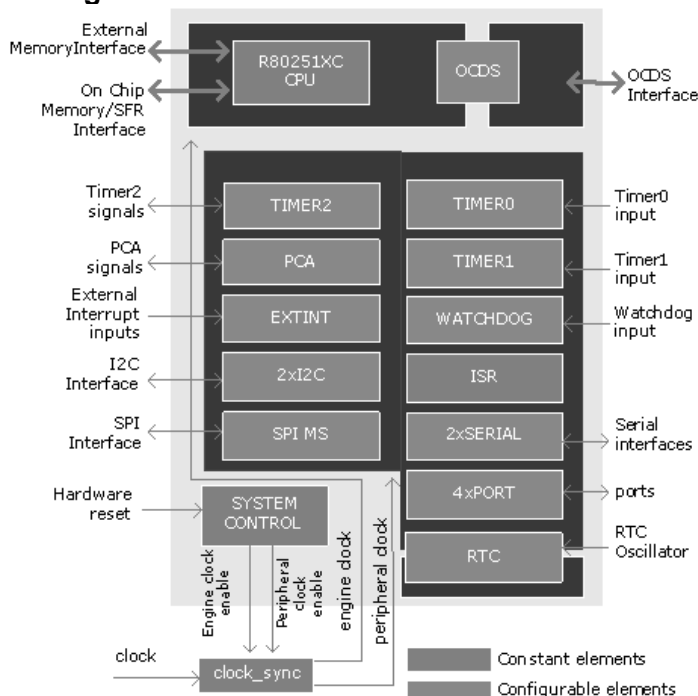 External
MemoryInterface
On Chip
Memory/SFR
Interface
R80251XC
CPU
OCDS
OCDS
Interface
Timer2
signals
TIMER2
TIMER0
Timer0
input
PCA
signals
PCA
TIMER1
Timer1
input
External
Interrupt
inputs
EXTINT
WATCHDOG
Watchdog
input
I2C
Interface
2xI2C
ISR
SPI
Interface
SPI MS
2xSERIAL
Serial
interfaces
Hardware
reset
SYSTEM
CONTROL
4xPORT
ports
RTC
RTC
Oscillator
Engine clock
enable
Peripheral
clock
enable
engine clock
peripheral clock
clock
clock_sync
Constant elements
Configurable elements